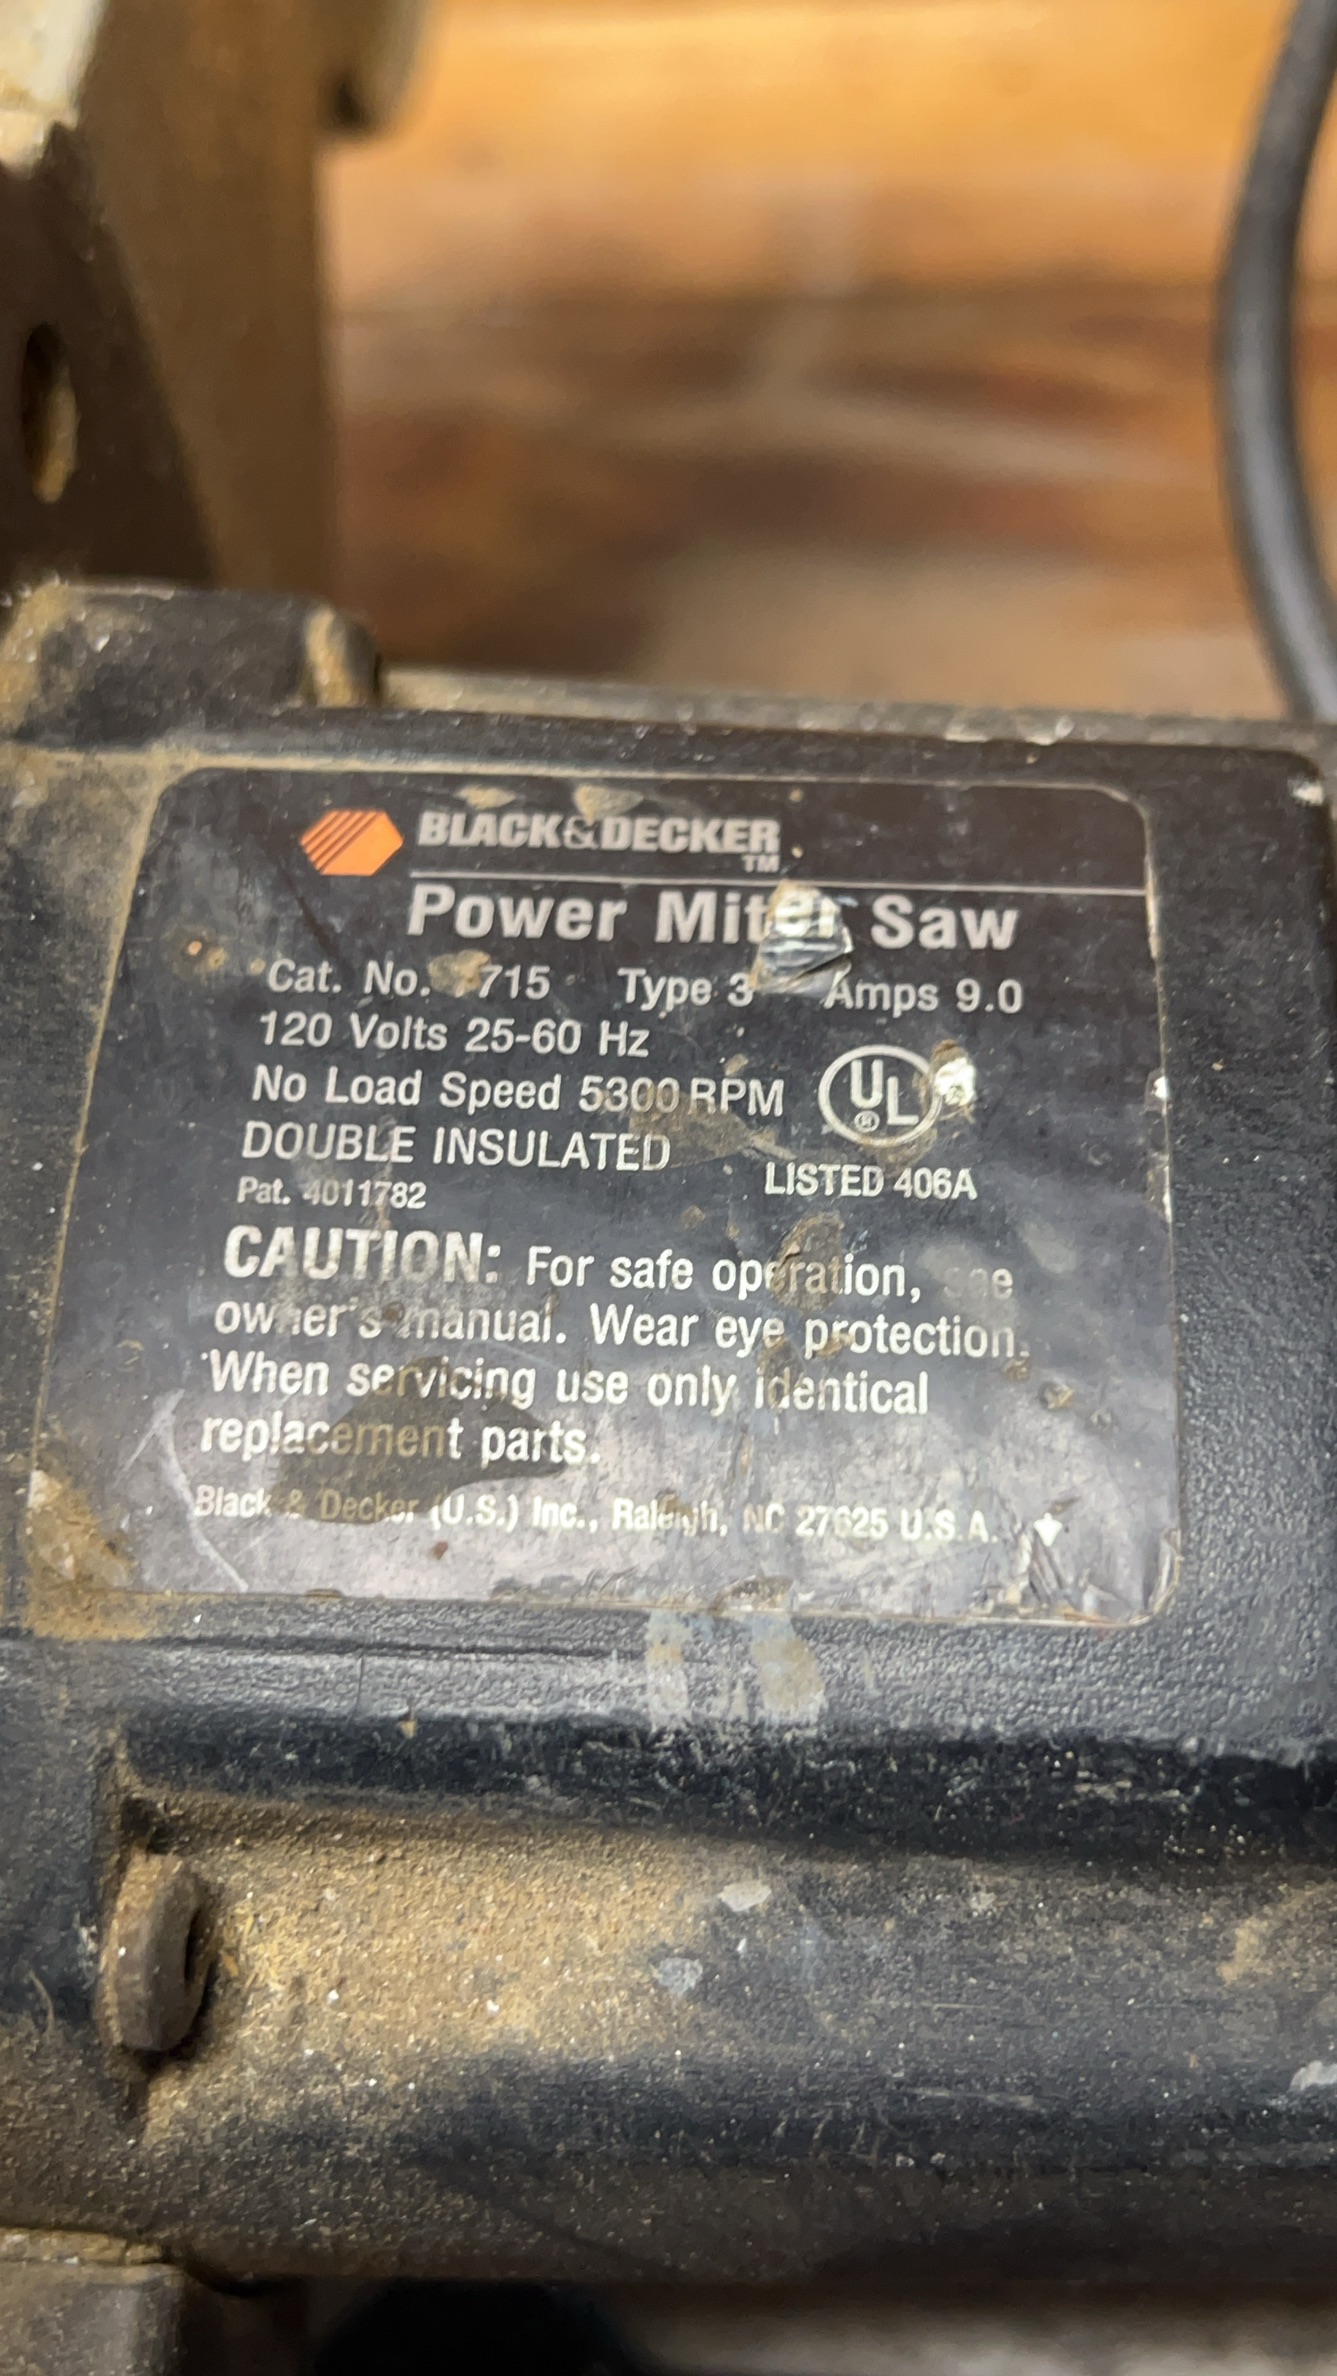 BLACK&DECKER
TM
Power Miter Saw
Cat. No. 7715 Type 3 Amps 9.0
120 Volts 25-60 Hz
No Load Speed 5300 RPM
UL
®
DOUBLE INSULATED
LISTED 406A
Pat. 4011782
CAUTION: For safe operation, see
owner's manual. Wear eye protection.
When servicing use only identical
replacement parts.
Black & Decker (U.S.) Inc., Raleigh, NC 27625 U.S.A.